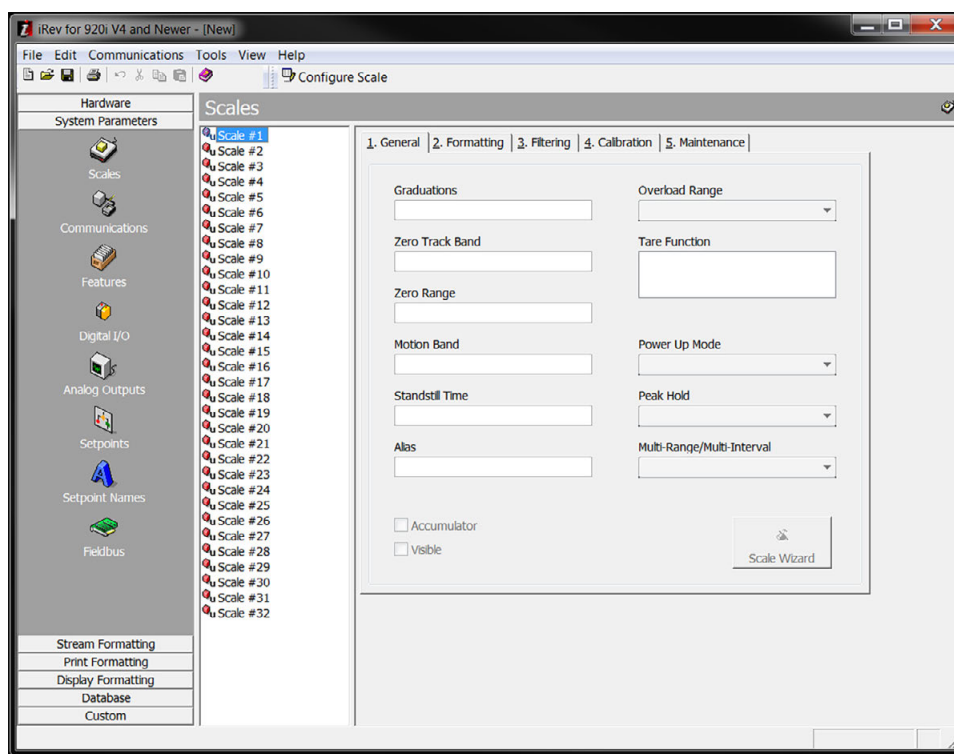 iRev for 920i V4 and Newer - [New]
File Edit Communications Tools View Help
Configure Scale
Hardware
System Parameters
Scales
Communications
Features
Digital I/O
Analog Outputs
Setpoints
Setpoint Names
Fieldbus
Stream Formatting
Print Formatting
Display Formatting
Database
Custom
Scales
Scale #1
Scale #2
Scale #3
Scale #4
Scale #5
Scale #6
Scale #7
Scale #8
Scale #9
Scale #10
Scale #11
Scale #12
Scale #13
Scale #14
Scale #15
Scale #16
Scale #17
Scale #18
Scale #19
Scale #20
Scale #21
Scale #22
Scale #23
Scale #24
Scale #25
Scale #26
Scale #27
Scale #28
Scale #29
Scale #30
Scale #31
Scale #32
1. General 2. Formatting 3. Filtering 4. Calibration 5. Maintenance
Graduations
Overload Range
Zero Track Band
Tare Function
Zero Range
Motion Band
Power Up Mode
Standstill Time
Peak Hold
Alias
Multi-Range/Multi-Interval
Accumulator
Visible
Scale Wizard